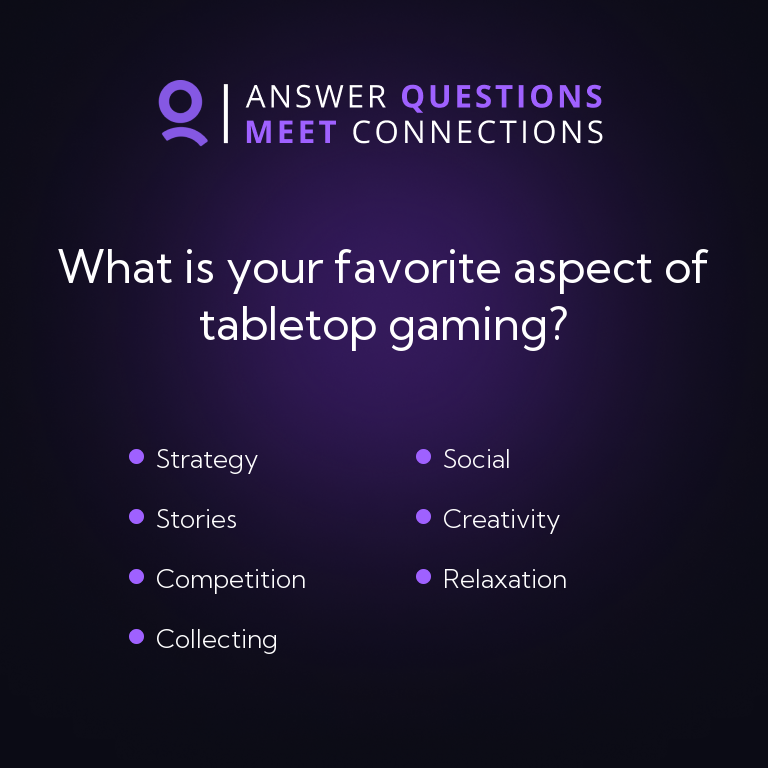 ANSWER QUESTIONS
MEET CONNECTIONS
What is your favorite aspect of
tabletop gaming?
Strategy
Social
Stories
Creativity
Competition
Relaxation
Collecting